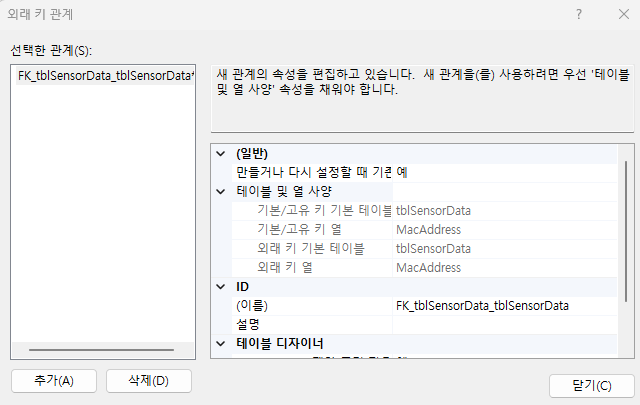 외래 키 관계
선택한 관계(S):
FK_tblSensorData_tblSensorData*
새 관계의 속성을 편집하고 있습니다. 새 관계을(를) 사용하려면 우선 '테이블
및 열 사양' 속성을 채워야 합니다.
(일반)
만들거나 다시 설정할 때 기존 예
테이블 및 열 사양
기본/고유 키 기본 테이블 tblSensorData
기본/고유 키 열 MacAddress
외래 키 기본 테이블 tblSensorData
외래 키 열 MacAddress
ID
(이름) FK_tblSensorData_tblSensorData
설명
테이블 디자이너
추가(A) 삭제(D)
닫기(C)